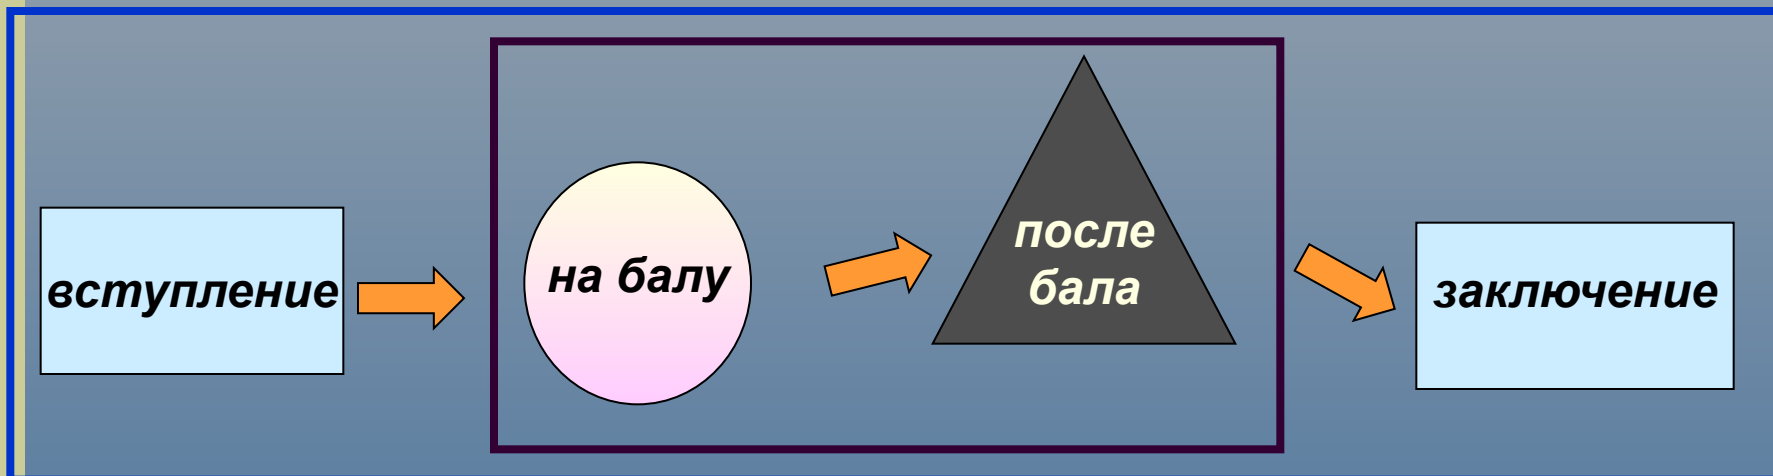 вступление
на балу
после
бала
заключение